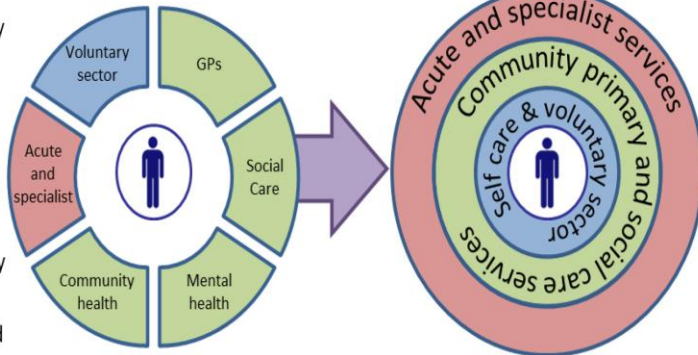 Voluntary
sector
GPs
Acute
and
specialist
Social
Care
Community
health
Mental
health
Acute and specialist services
Community primary and social care services
Self care & voluntary sector